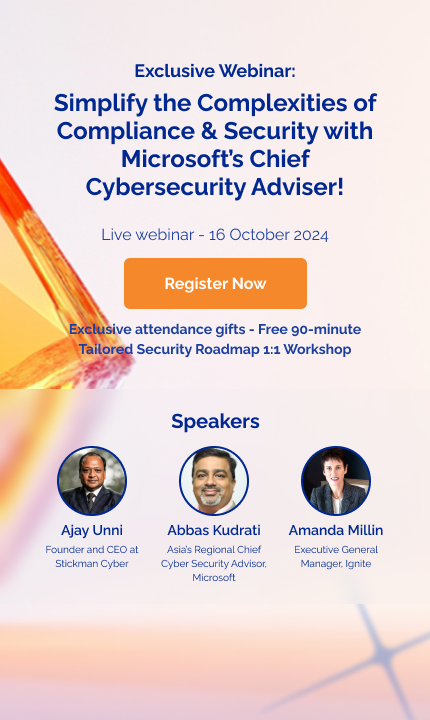 Exclusive Webinar:
Simplify the Complexities of
Compliance & Security with
Microsoft's Chief
Cybersecurity Adviser!
Live webinar - 16 October 2024
Register Now
Exclusive attendance gifts - Free 90-minute
Tailored Security Roadmap 1:1 Workshop
Speakers
Ajay Unni
Founder and CEO at
Stickman Cyber
Abbas Kudrati
Asia's Regional Chief
Cyber Security Advisor,
Microsoft
Amanda Millin
Executive General
Manager, Ignite